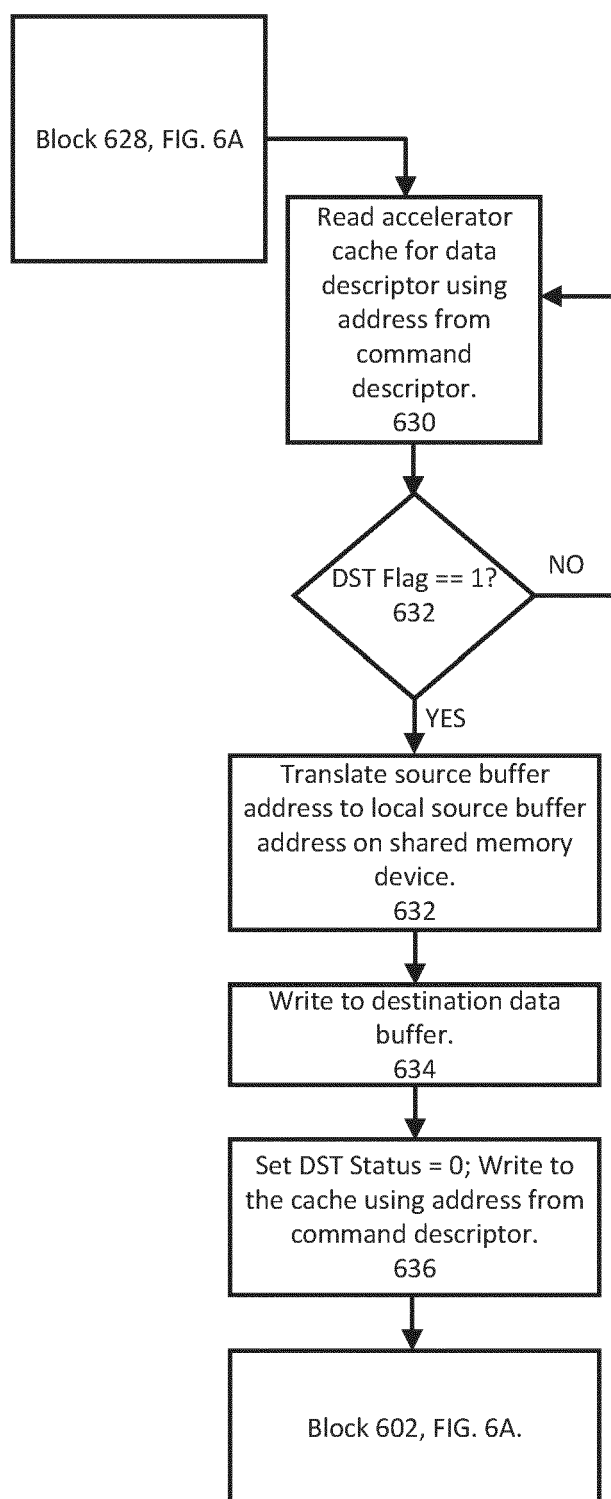 Block 628, FIG. 6A
Read accelerator
cache for data
descriptor using
address from
command
descriptor.
630
DST Flag == 1?
632
NO
YES
Translate source buffer
address to local source buffer
address on shared memory
device.
632
Write to destination data
buffer.
634
Set DST Status = 0; Write to
the cache using address from
command descriptor.
636
Block 602, FIG. 6A.